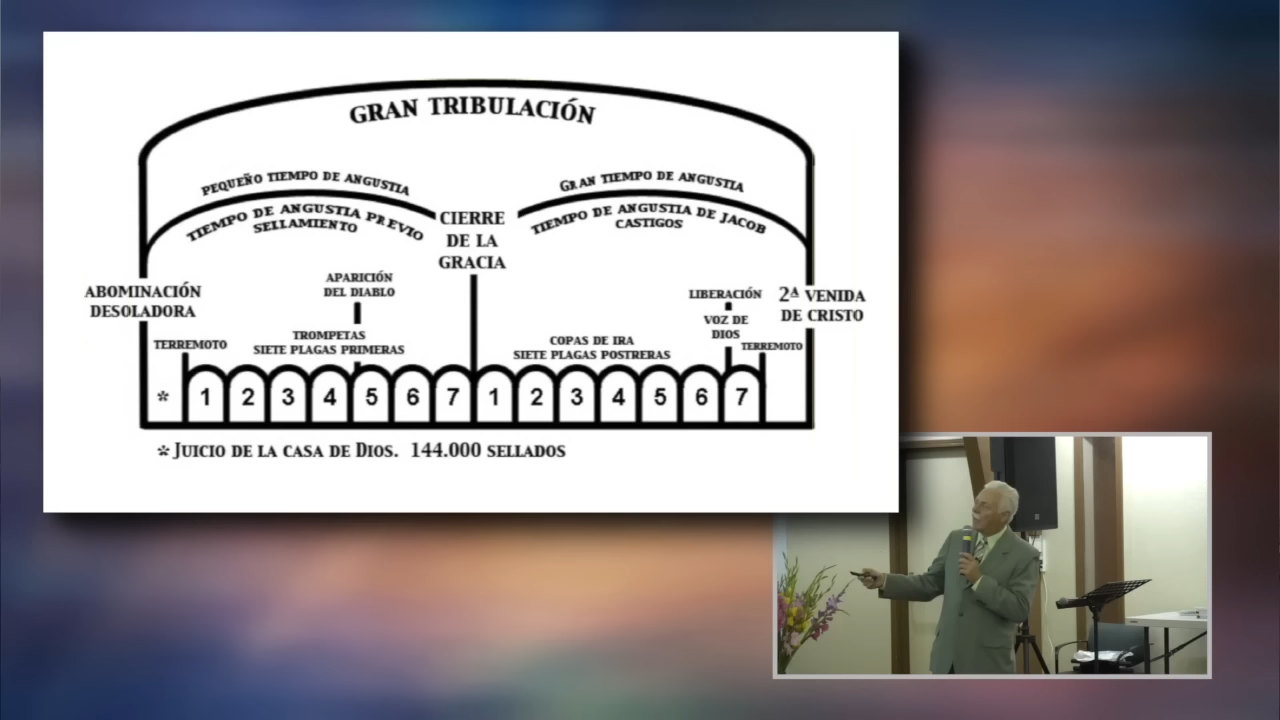 GRAN TRIBULACIÓN
PEQUEÑO TIEMPO DE ANGUSTIA
TIEMPO DE ANGUSTIA PREVIO
SELLAMIENTO
GRAN TIEMPO DE ANGUSTIA
TIEMPO DE ANGUSTIA DE JACOB
CASTIGOS
CIERRE
DE LA
GRACIA
ABOMINACIÓN
DESOLADORA
APARICIÓN
DEL DIABLO
LIBERACIÓN
VOZ DE
DIOS
2ª VENIDA
DE CRISTO
TERREMOTO
TROMPETAS
SIETE PLAGAS PRIMERAS
COPAS DE IRA
SIETE PLAGAS POSTRERAS
TERREMOTO
* 1 2 3 4 5 6 7 1 2 3 4 5 6 7
* JUICIO DE LA CASA DE DIOS. 144.000 SELLADOS